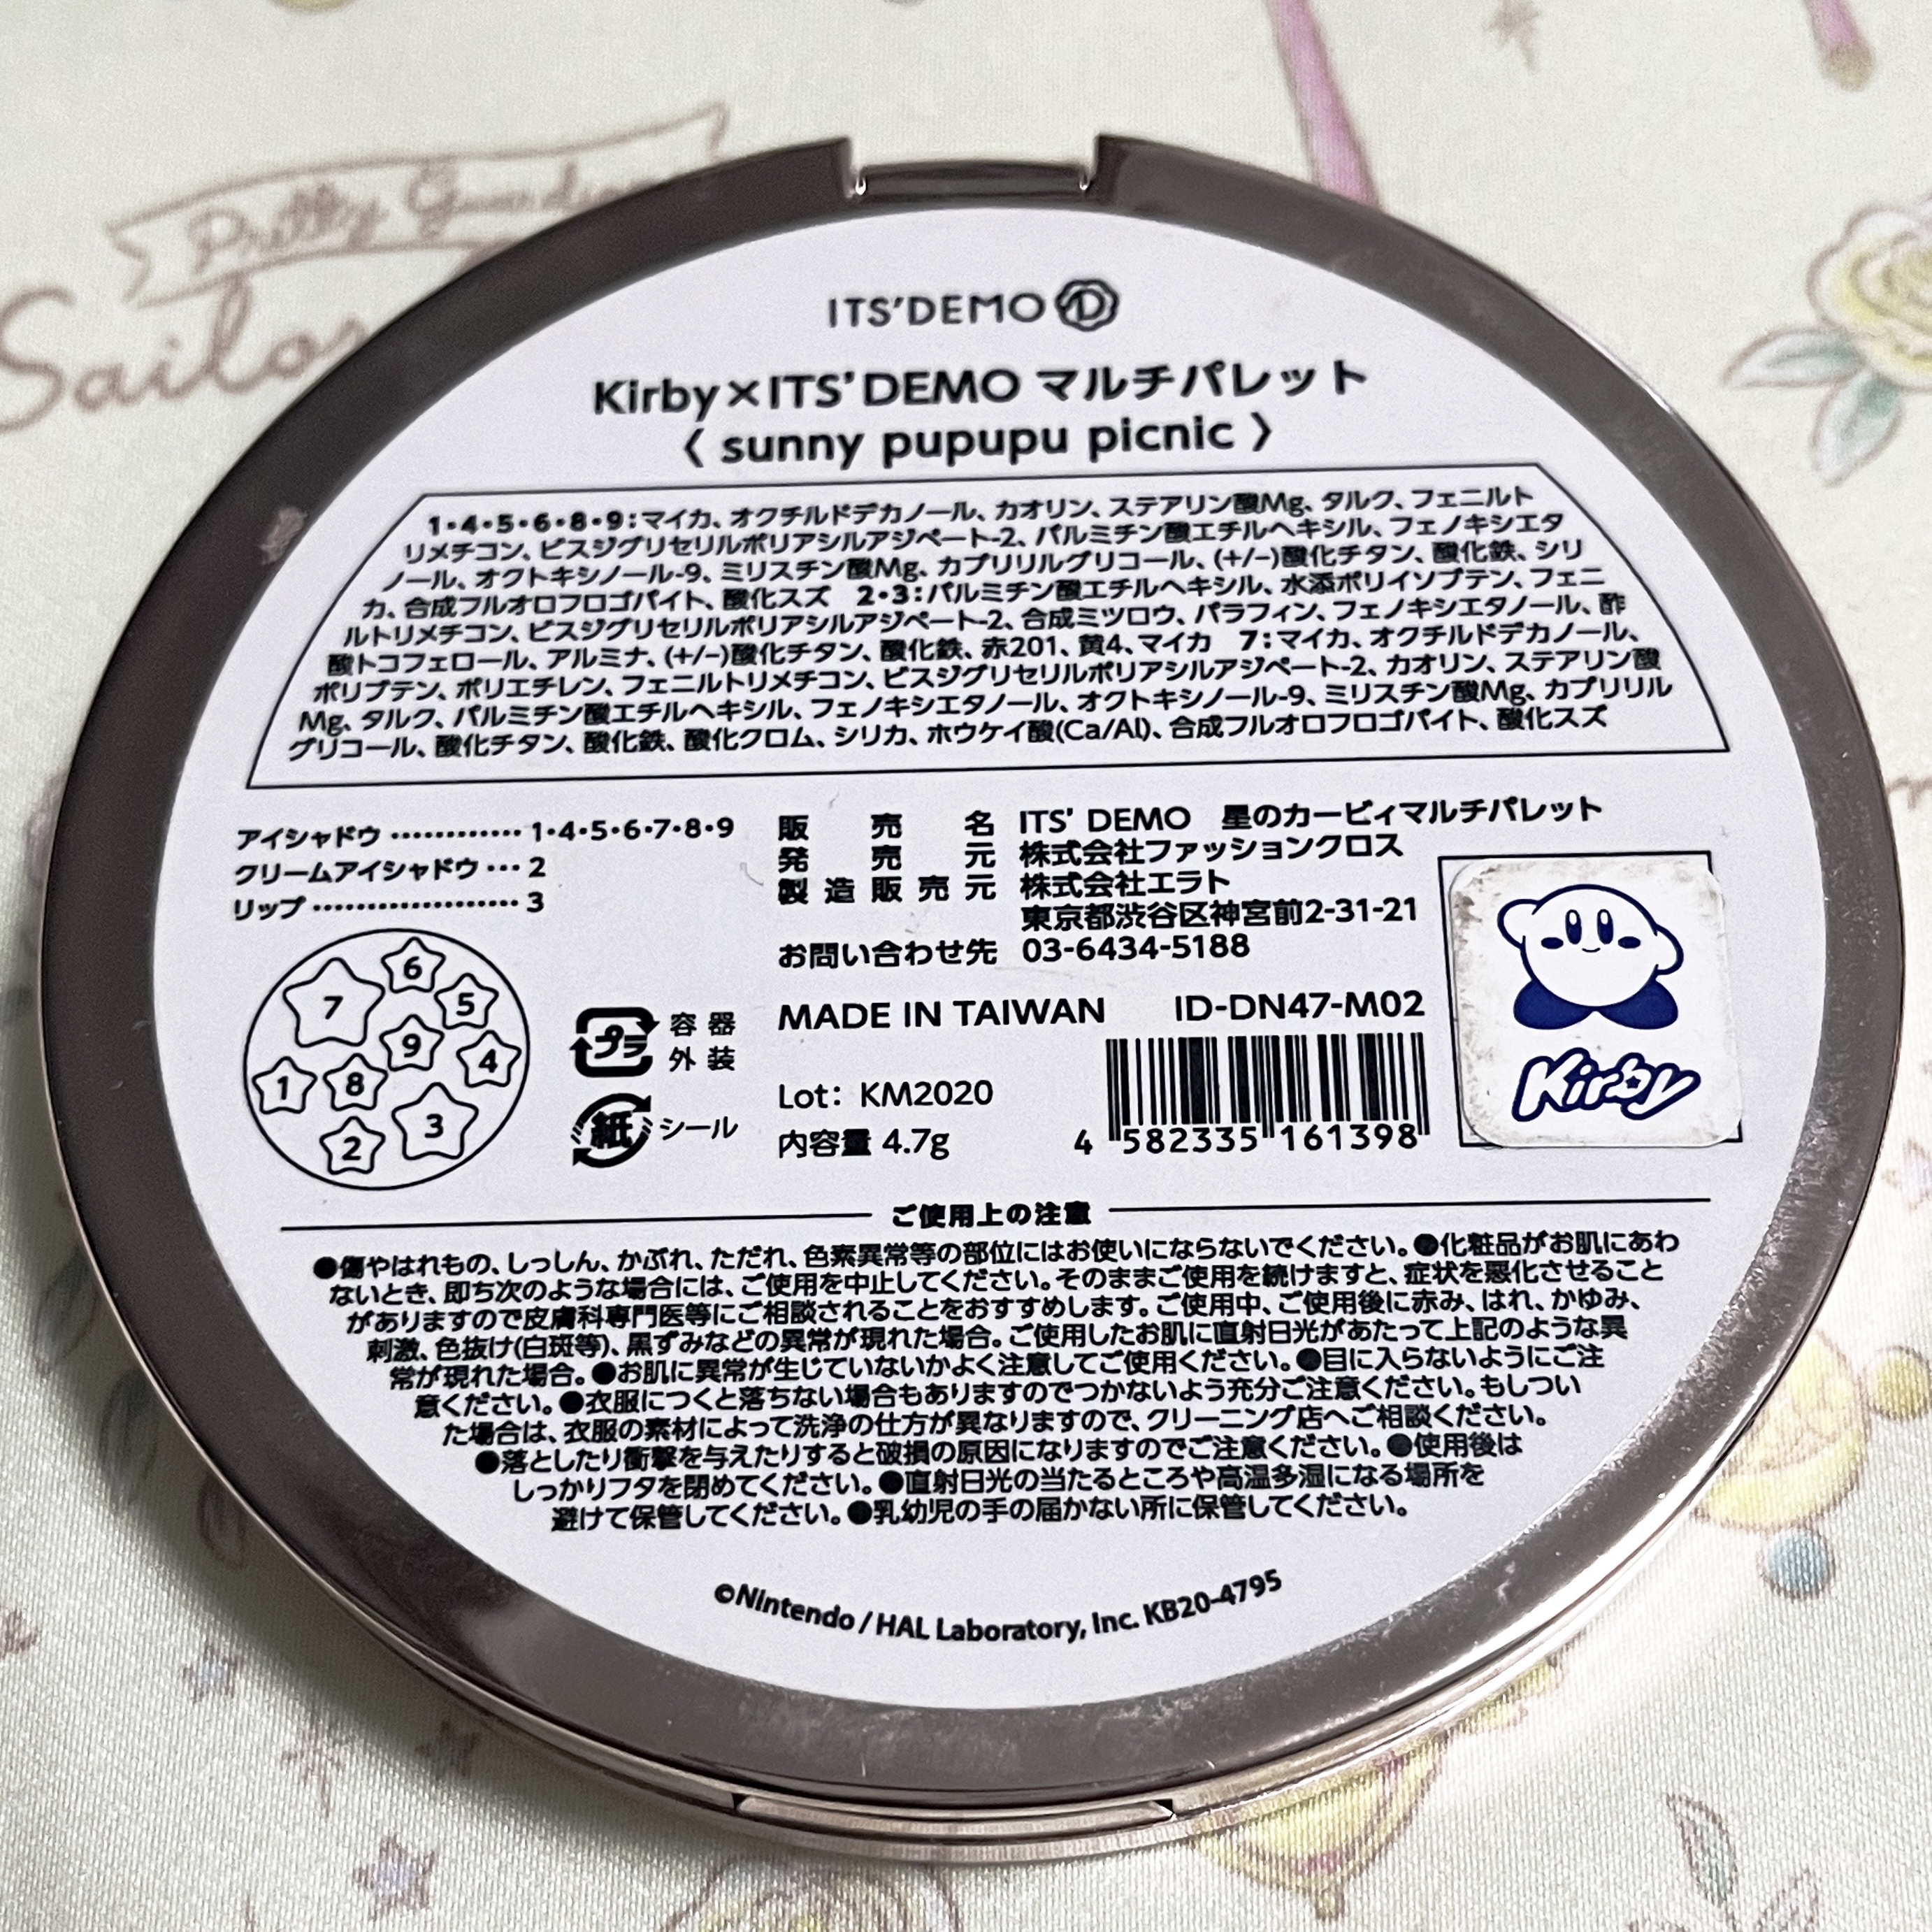 Pretty
Sailor
ITS'DEMO
Kirby×ITS'DEMO マルチパレット
〈 sunny pupupu picnic 〉
1・4・5・6・8・9：マイカ、オクチルドデカノール、カオリン、ステアリン酸Mg、タルク、フェニルト
リメチコン、ビスジグリセリルポリアシルアジペート-2、パルミチン酸エチルヘキシル、フェノキシエタ
ノール、オクトキシノール-9、ミリスチン酸Mg、カプリリルグリコール、(+/−)酸化チタン、酸化鉄、シリ
カ、合成フルオロフロゴパイト、酸化スズ　2・3：パルミチン酸エチルヘキシル、水添ポリイソブテン、フェニ
ルトリメチコン、ビスジグリセリルポリアシルアジペート-2、合成ミツロウ、パラフィン、フェノキシエタノール、酢
酸トコフェロール、アルミナ、(+/−)酸化チタン、酸化鉄、赤201、黄4、マイカ　7：マイカ、オクチルドデカノール、
ポリブテン、ポリエチレン、フェニルトリメチコン、ビスジグリセリルポリアシルアジペート-2、カオリン、ステアリン酸
Mg、タルク、パルミチン酸エチルヘキシル、フェノキシエタノール、オクトキシノール-9、ミリスチン酸Mg、カプリリル
グリコール、酸化チタン、酸化鉄、酸化クロム、シリカ、ホウケイ酸(Ca/Al)、合成フルオロフロゴパイト、酸化スズ
アイシャドウ ………… 1・4・5・6・7・8・9
クリームアイシャドウ … 2
リップ ………………… 3
6
7
5
9
4
1
8
3
2
販売名 ITS' DEMO 星のカービィマルチパレット
発売元 株式会社ファッションクロス
製造販売元 株式会社エラト
東京都渋谷区神宮前2-31-21
お問い合わせ先 03-6434-5188
プラ 容器
外装
紙 シール
MADE IN TAIWAN ID-DN47-M02
Lot： KM2020
内容量 4.7g
4 582335 161398
Kirby
ご使用上の注意
●傷やはれもの、しっしん、かぶれ、ただれ、色素異常等の部位にはお使いにならないでください。●化粧品がお肌にあわ
ないとき、即ち次のような場合には、ご使用を中止してください。そのままご使用を続けますと、症状を悪化させること
がありますので皮膚科専門医等にご相談されることをおすすめします。ご使用中、ご使用後に赤み、はれ、かゆみ、
刺激、色抜け(白斑等)、黒ずみなどの異常が現れた場合。ご使用したお肌に直射日光があたって上記のような異
常が現れた場合。●お肌に異常が生じていないかよく注意してご使用ください。●目に入らないようにご注
意ください。●衣服につくと落ちない場合もありますのでつかないよう充分ご注意ください。もしつい
た場合は、衣服の素材によって洗浄の仕方が異なりますので、クリーニング店へご相談ください。
●落としたり衝撃を与えたりすると破損の原因になりますのでご注意ください。●使用後は
しっかりフタを閉めてください。●直射日光の当たるところや高温多湿になる場所を
避けて保管してください。●乳幼児の手の届かない所に保管してください。
©Nintendo / HAL Laboratory, Inc. KB20-4795